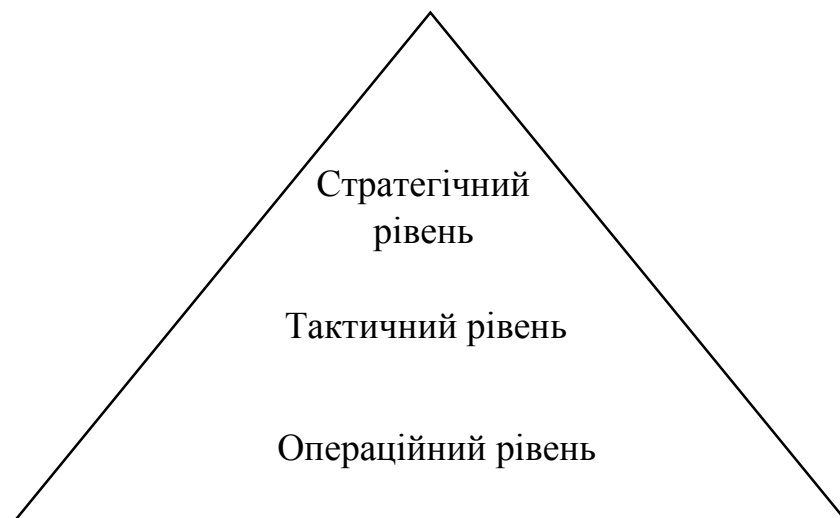 Стратегічний
рівень
Тактичний рівень
Операційний рівень